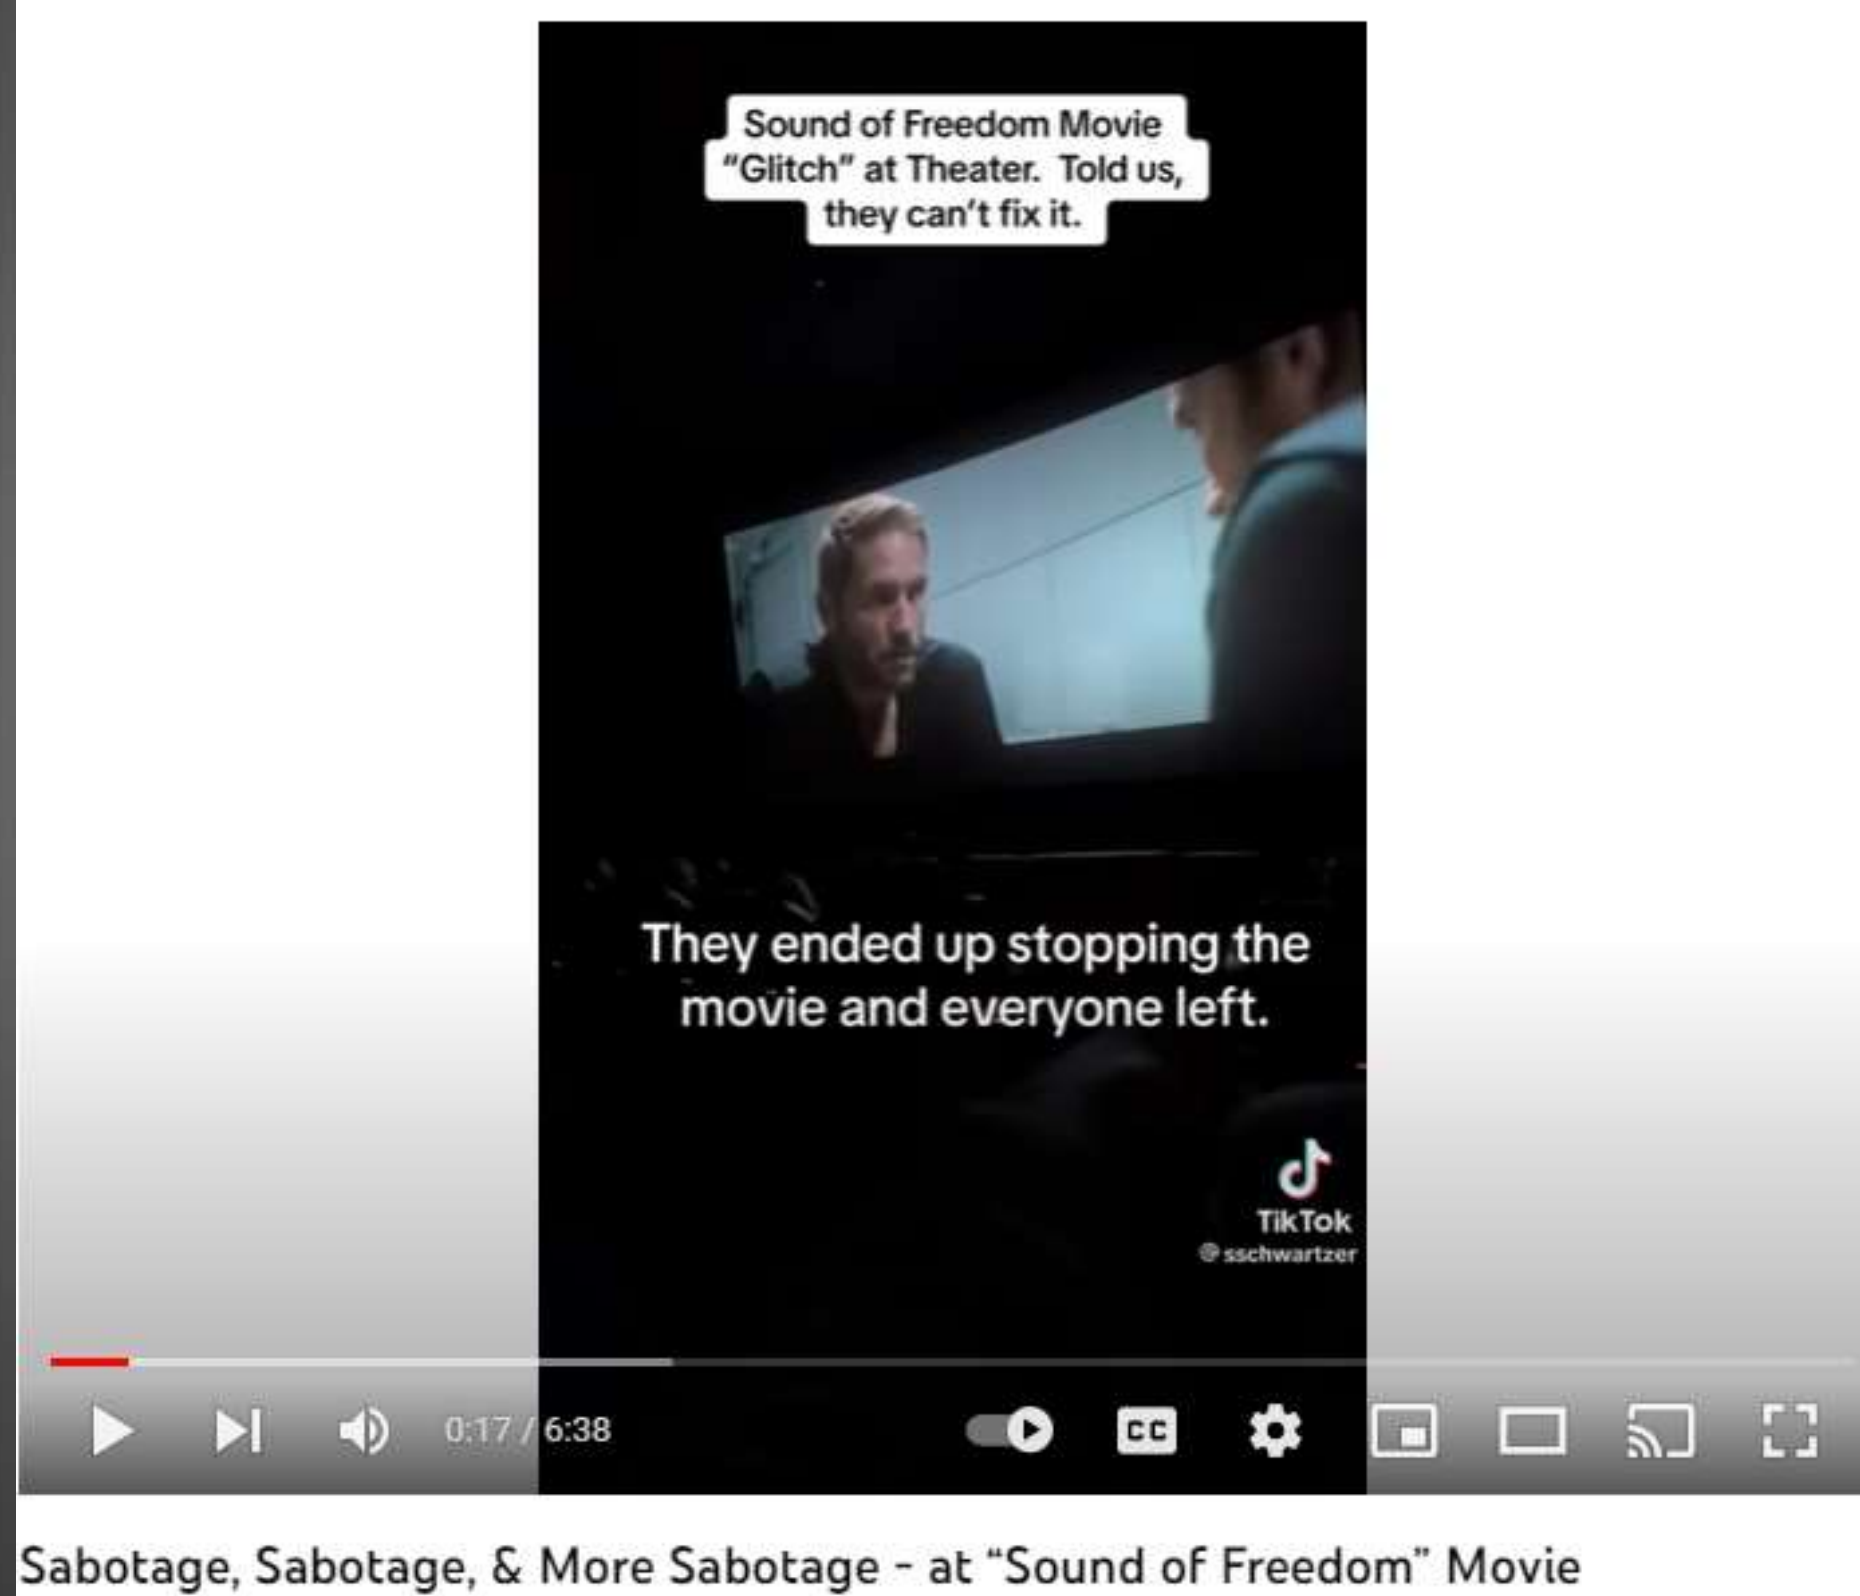 Sound of Freedom Movie
“Glitch” at Theater. Told us,
they can’t fix it.
They ended up stopping the
movie and everyone left.
TikTok
@sschwartzer
0:17 / 6:38
CC
Sabotage, Sabotage, & More Sabotage - at “Sound of Freedom” Movie